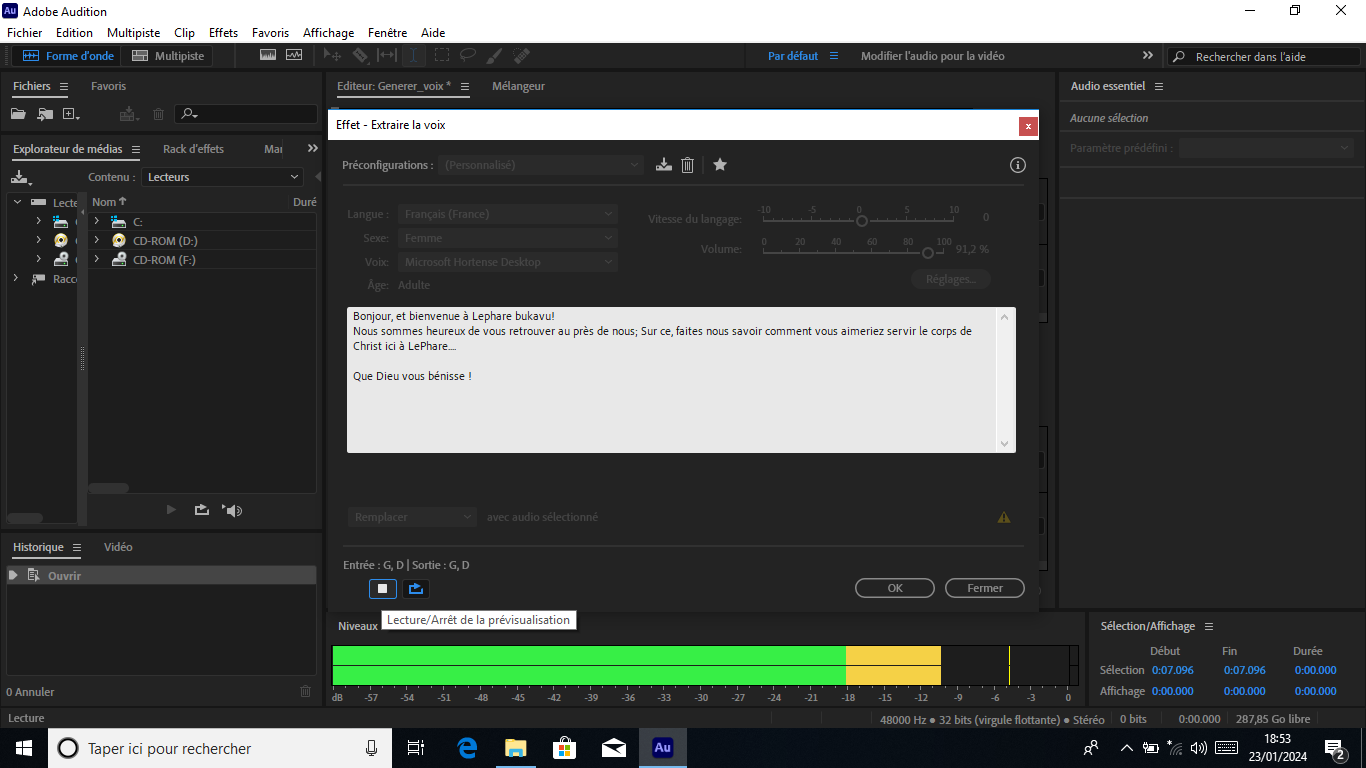 Au Adobe Audition
Fichier Edition Multipiste Clip Effets Favoris Affichage Fenêtre Aide
Forme d'onde Multipiste Par défaut Modifier l'audio pour la vidéo Rechercher dans l'aide
Fichiers Favoris
Editeur: Generer_voix * Mélangeur
Audio essentiel
Aucune sélection
Paramètre prédéfini :
Explorateur de médias Rack d'effets Mar
Contenu : Lecteurs
Lecte Nom Duré
C:
CD-ROM (D:)
CD-ROM (F:)
Racco
Effet - Extraire la voix
x
Préconfigurations : (Personnalisé)
Langue : Français (France)
Sexe: Femme
Voix: Microsoft Hortense Desktop
Âge: Adulte
Vitesse du langage: -10 -5 0 5 10 0
Volume: 0 20 40 60 80 100 91,2 %
Réglages...
Bonjour, et bienvenue à Lephare bukavu!
Nous sommes heureux de vous retrouver au près de nous; Sur ce, faites nous savoir comment vous aimeriez servir le corps de
Christ ici à LePhare....
Que Dieu vous bénisse !
Remplacer avec audio sélectionné
Entrée : G, D | Sortie : G, D
OK Fermer
Lecture/Arrêt de la prévisualisation
Historique Vidéo
Ouvrir
0 Annuler
Niveaux
dB -57 -54 -51 -48 -45 -42 -39 -36 -33 -30 -27 -24 -21 -18 -15 -12 -9 -6 -3 0
Sélection/Affichage
Début Fin Durée
Sélection 0:07.096 0:07.096 0:00.000
Affichage 0:00.000 0:00.000 0:00.000
Lecture 48000 Hz ● 32 bits (virgule flottante) ● Stéréo 0 bits 0:00.000 287,85 Go libre
Taper ici pour rechercher
Au
18:53
23/01/2024
2